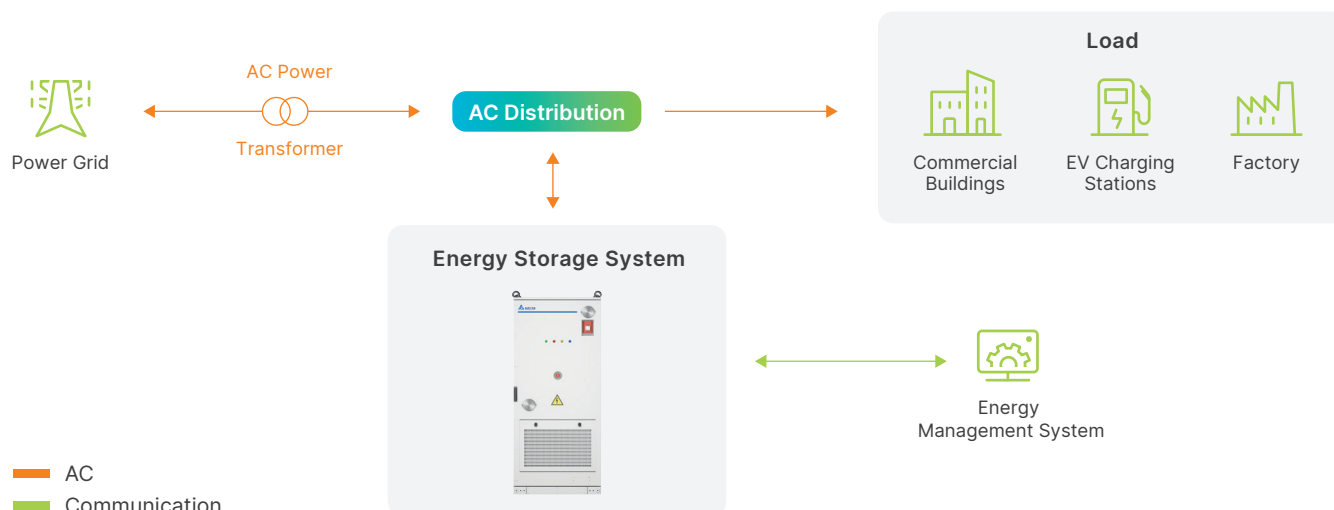 Load
AC Power
AC Distribution
Transformer
Power Grid
Commercial
Buildings
EV Charging
Stations
Factory
Energy Storage System
Energy
Management System
AC
Communication